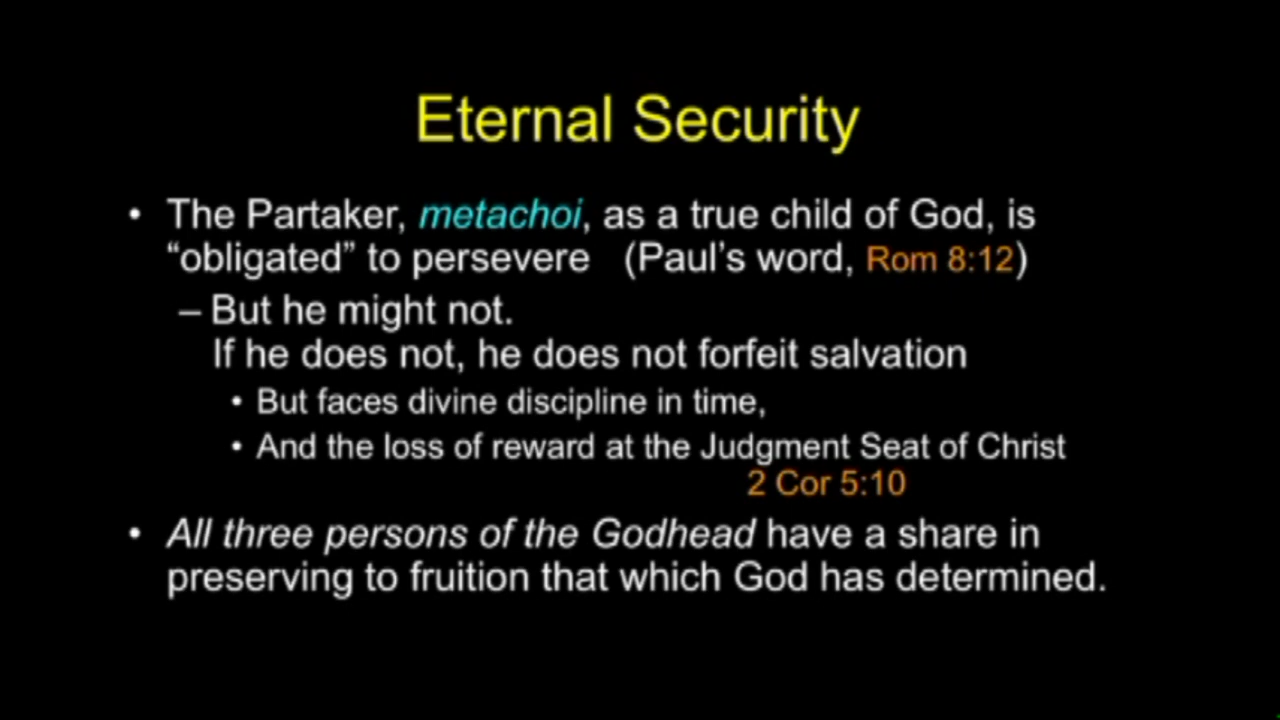 Eternal Security
• The Partaker, metachoi, as a true child of God, is
“obligated” to persevere (Paul’s word, Rom 8:12)
– But he might not.
If he does not, he does not forfeit salvation
• But faces divine discipline in time,
• And the loss of reward at the Judgment Seat of Christ
2 Cor 5:10
• All three persons of the Godhead have a share in
preserving to fruition that which God has determined.